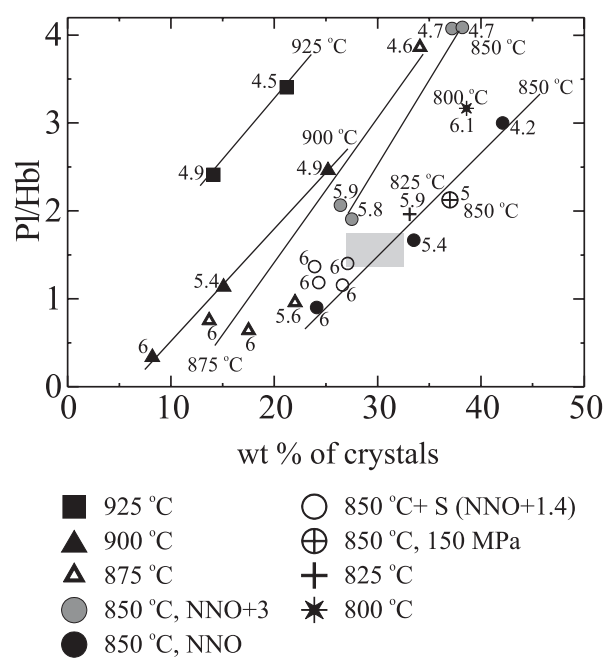 4
3
2
1
0
Pl/Hbl
925 °C
4.5
4.9
4.7
4.7
4.6
850 °C
900 °C
4.9
800 °C
6.1
850 °C
4.2
5.9
5.8
825 °C
5.9
5
850 °C
5.4
5.4
6
6
6
6
6
6
6
5.6
6
6
875 °C
0
10
20
30
40
50
wt % of crystals
925 °C
900 °C
875 °C
850 °C, NNO+3
850 °C, NNO
850 °C+ S (NNO+1.4)
850 °C, 150 MPa
825 °C
800 °C